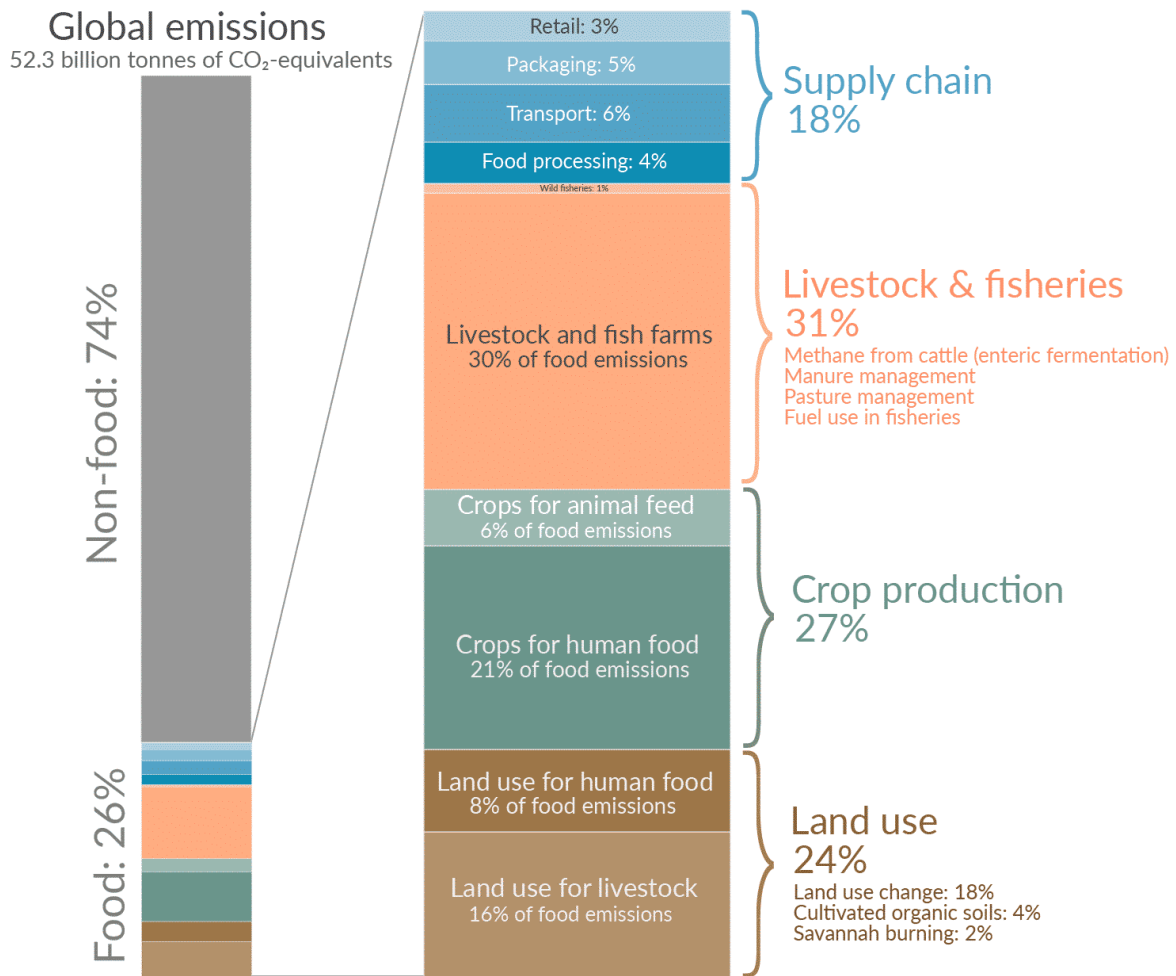 Global emissions
52.3 billion tonnes of CO₂-equivalents
Non-food: 74%
Food: 26%
Retail: 3%
Packaging: 5%
Transport: 6%
Food processing: 4%
Wild fisheries: 1%
Livestock and fish farms
30% of food emissions
Crops for animal feed
6% of food emissions
Crops for human food
21% of food emissions
Land use for human food
8% of food emissions
Land use for livestock
16% of food emissions
Supply chain
18%
Livestock & fisheries
31%
Methane from cattle (enteric fermentation)
Manure management
Pasture management
Fuel use in fisheries
Crop production
27%
Land use
24%
Land use change: 18%
Cultivated organic soils: 4%
Savannah burning: 2%